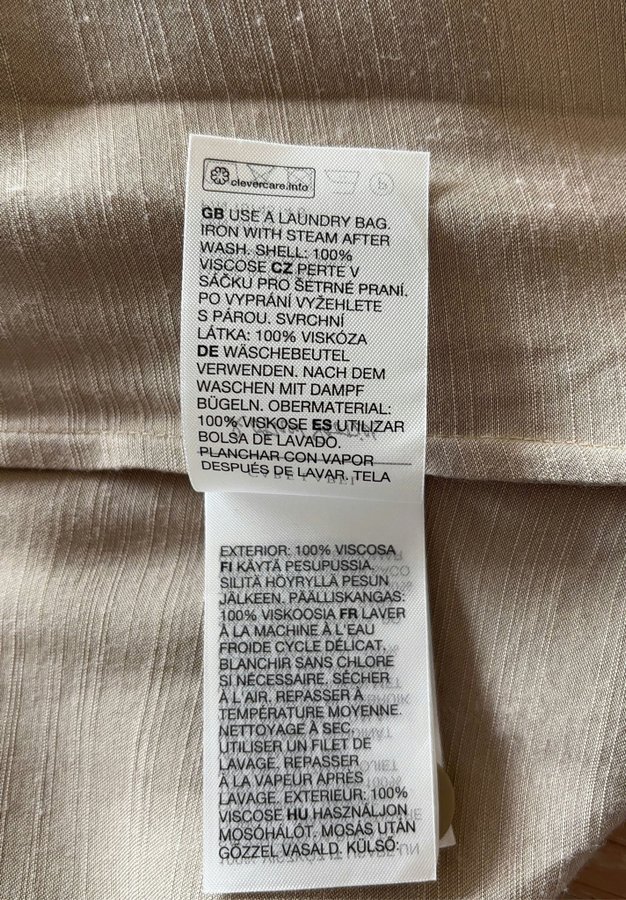 clevercare.info
GB USE A LAUNDRY BAG.
IRON WITH STEAM AFTER
WASH. SHELL: 100%
VISCOSE CZ PERTE V
SÁČKU PRO ŠETRNÉ PRANÍ.
PO VYPRÁNÍ VYŽEHLETE
S PÁROU. SVRCHNÍ
LÁTKA: 100% VISKÓZA
DE WÄSCHEBEUTEL
VERWENDEN. NACH DEM
WASCHEN MIT DAMPF
BÜGELN. OBERMATERIAL:
100% VISKOSE ES UTILIZAR
BOLSA DE LAVADO.
PLANCHAR CON VAPOR
DESPUÉS DE LAVAR. TELA
EXTERIOR: 100% VISCOSA
FI KÄYTÄ PESUPUSSIA.
SILITÄ HÖYRYLLÄ PESUN
JÄLKEEN. PÄÄLLISKANGAS:
100% VISKOOSIA FR LAVER
À LA MACHINE À L'EAU
FROIDE CYCLE DÉLICAT,
BLANCHIR SANS CHLORE
SI NÉCESSAIRE, SÉCHER
À L'AIR, REPASSER À
TEMPÉRATURE MOYENNE.
NETTOYAGE À SEC.
UTILISER UN FILET DE
LAVAGE. REPASSER
À LA VAPEUR APRÈS
LAVAGE. EXTERIEUR: 100%
VISCOSE HU HASZNÁLJON
MOSÓHÁLÓT. MOSÁS UTÁN
GŐZZEL VASALD. KÜLSŐ: